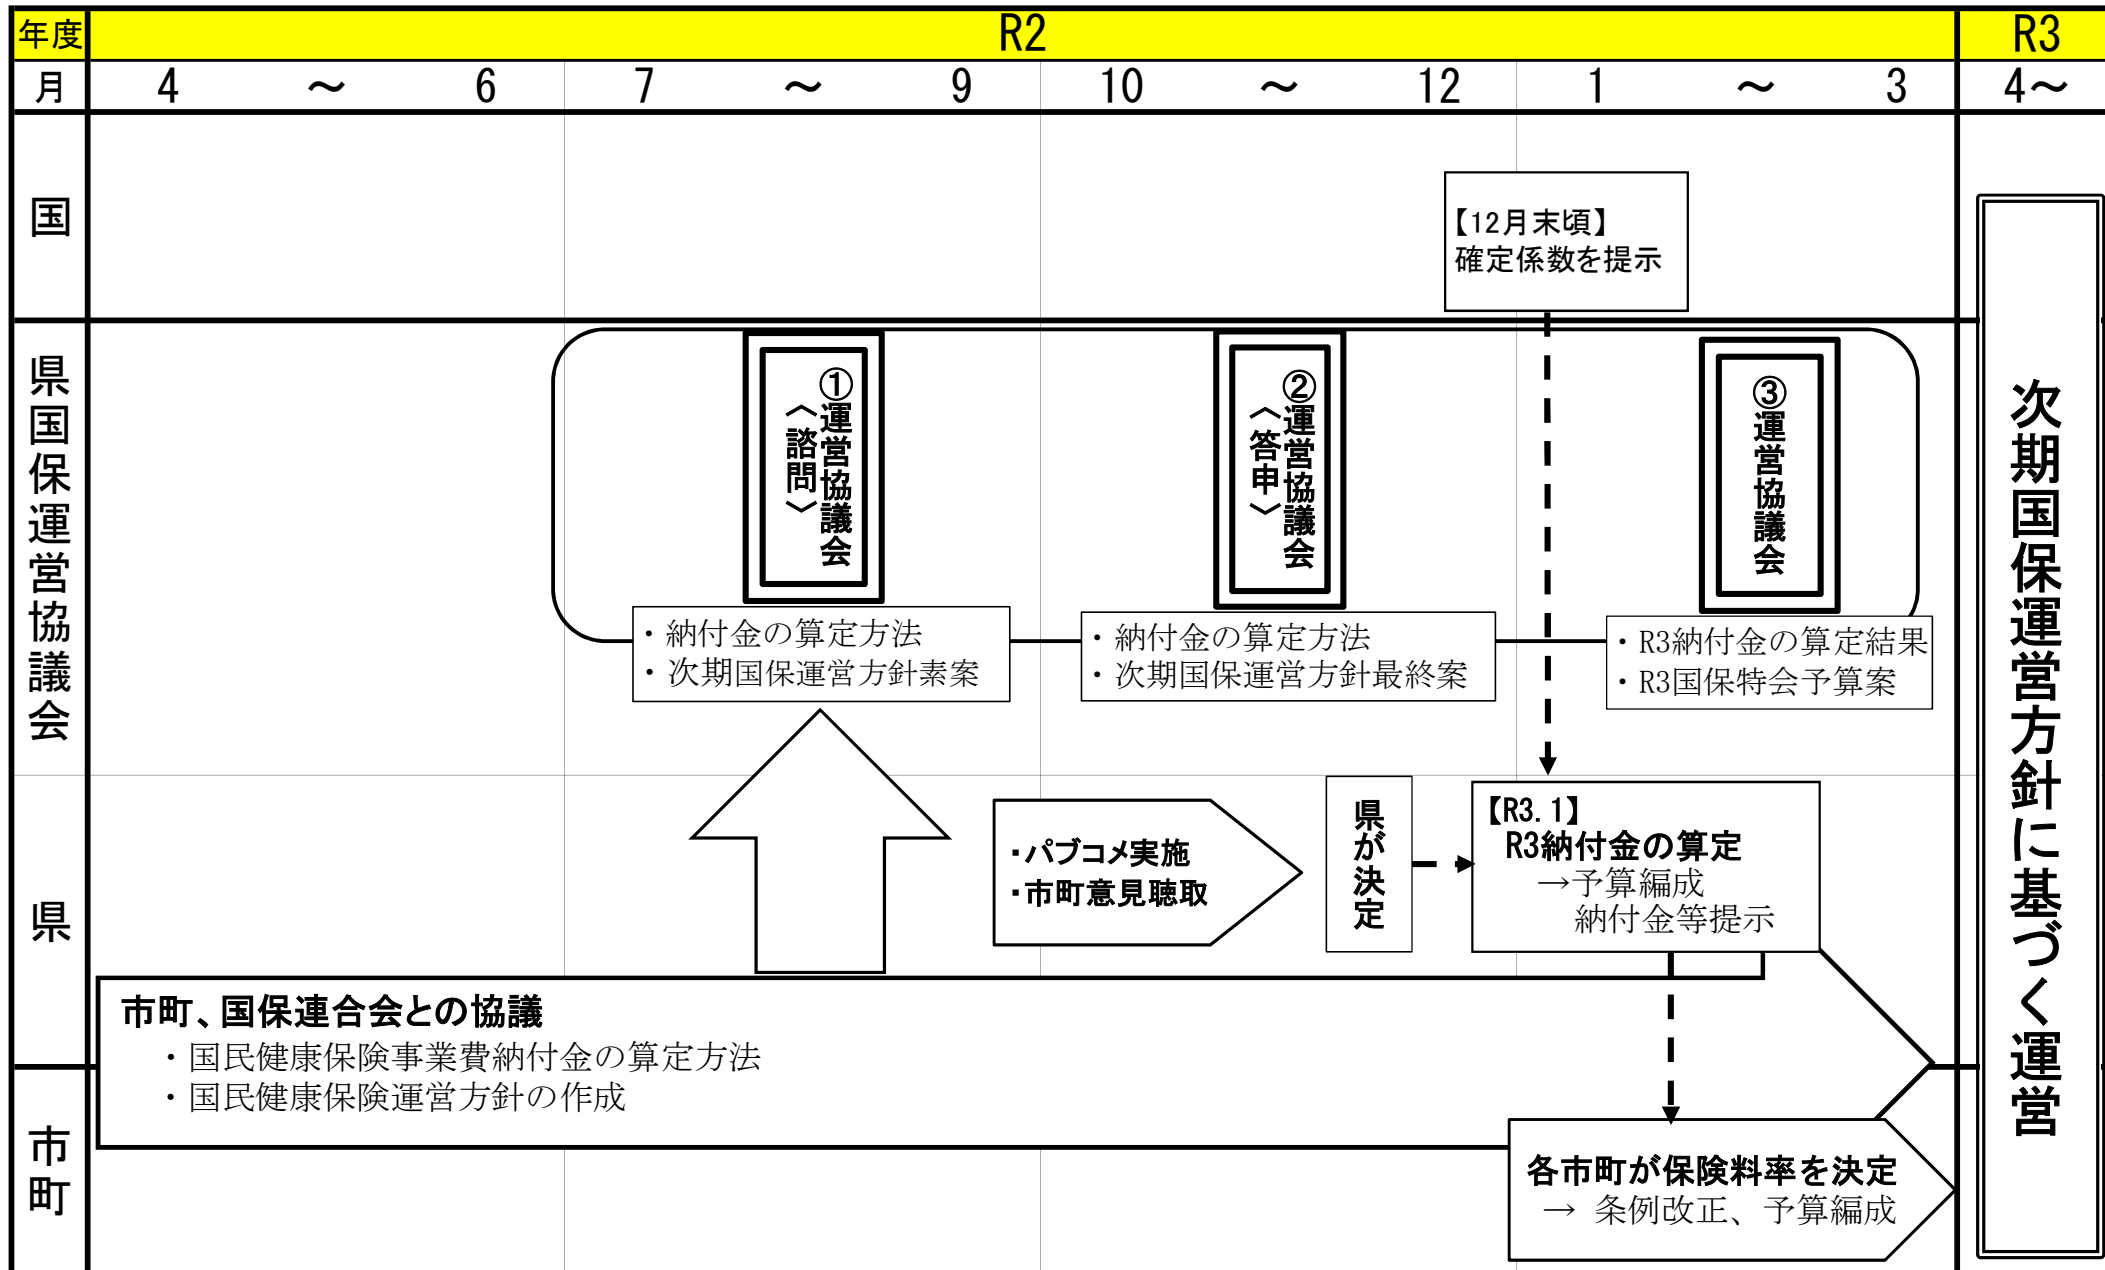 年度 R2 R3
月 4 ～ 6 7 ～ 9 10 ～ 12 1 ～ 3 4～
国
【12月末頃】
確定係数を提示
県国保運営協議会
①運営協議会
〈諮問〉
・納付金の算定方法
・次期国保運営方針素案
②運営協議会
〈答申〉
・納付金の算定方法
・次期国保運営方針最終案
③運営協議会
・R3納付金の算定結果
・R3国保特会予算案
県
・パブコメ実施
・市町意見聴取
県が決定
【R3.1】
R3納付金の算定
→予算編成
納付金等提示
市町、国保連合会との協議
・国民健康保険事業費納付金の算定方法
・国民健康保険運営方針の作成
市町
各市町が保険料率を決定
→ 条例改正、予算編成
次期国保運営方針に基づく運営